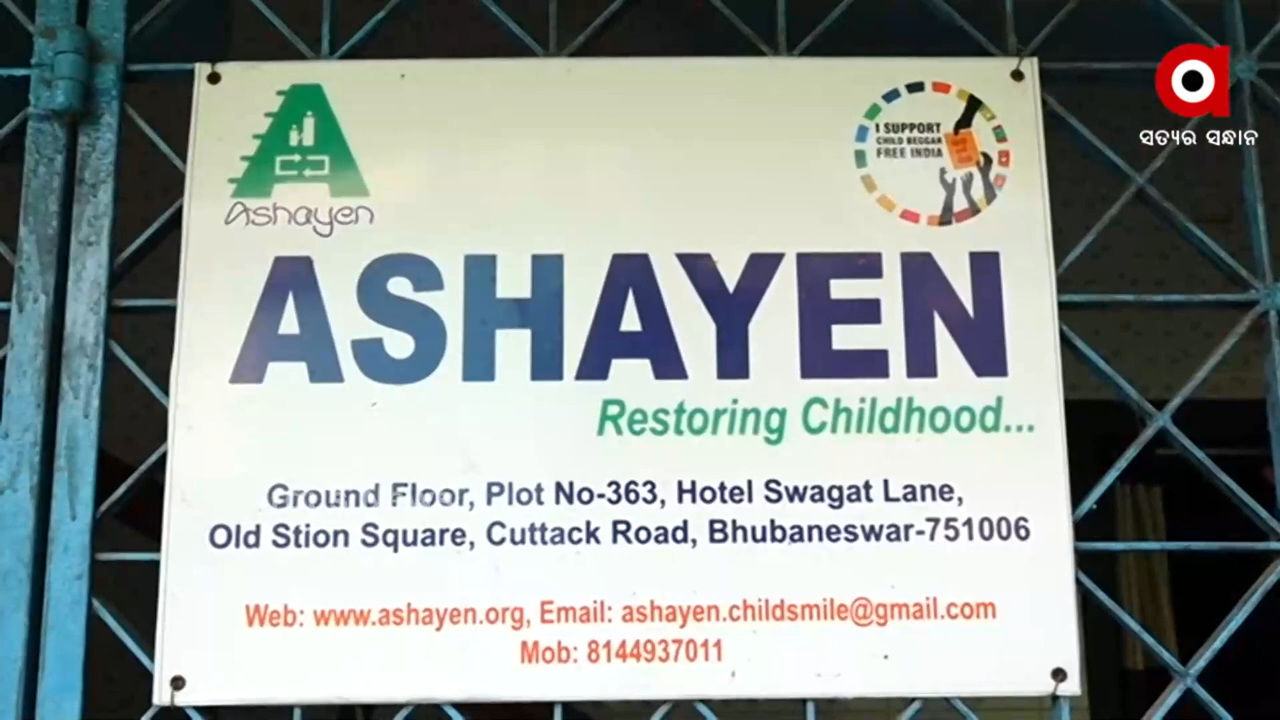 ସତ୍ୟର ସନ୍ଧାନ
Ashayen
I SUPPORT
CHILD BEGGAR
FREE INDIA
ASHAYEN
Restoring Childhood...
Ground Floor, Plot No-363, Hotel Swagat Lane,
Old Stion Square, Cuttack Road, Bhubaneswar-751006
Web: www.ashayen.org, Email: ashayen.childsmile@gmail.com
Mob: 8144937011